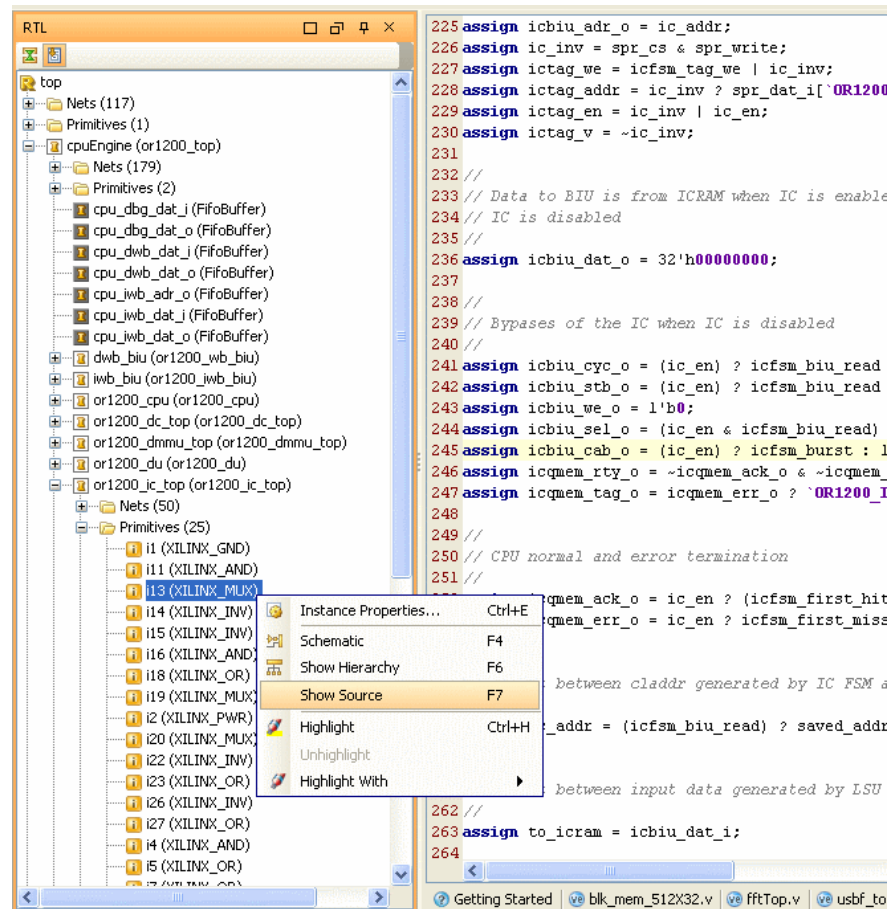 RTL
top
Nets (117)
Primitives (1)
cpuEngine (or1200_top)
Nets (179)
Primitives (2)
cpu_dbg_dat_i (FifoBuffer)
cpu_dbg_dat_o (FifoBuffer)
cpu_dwb_dat_i (FifoBuffer)
cpu_dwb_dat_o (FifoBuffer)
cpu_iwb_adr_o (FifoBuffer)
cpu_iwb_dat_i (FifoBuffer)
cpu_iwb_dat_o (FifoBuffer)
dwb_biu (or1200_wb_biu)
iwb_biu (or1200_iwb_biu)
or1200_cpu (or1200_cpu)
or1200_dc_top (or1200_dc_top)
or1200_dmmu_top (or1200_dmmu_top)
or1200_du (or1200_du)
or1200_ic_top (or1200_ic_top)
Nets (50)
Primitives (25)
i1 (XILINX_GND)
i11 (XILINX_AND)
i13 (XILINX_MUX)
i14 (XILINX_INV)
i15 (XILINX_INV)
i16 (XILINX_AND)
i18 (XILINX_OR)
i19 (XILINX_MUX)
i2 (XILINX_PWR)
i20 (XILINX_MUX)
i22 (XILINX_INV)
i23 (XILINX_OR)
i26 (XILINX_INV)
i27 (XILINX_OR)
i4 (XILINX_AND)
i5 (XILINX_OR)
i7 (XILINX_OR)
Instance Properties... Ctrl+E
Schematic F4
Show Hierarchy F6
Show Source F7
Highlight Ctrl+H
Unhighlight
Highlight With
225 assign icbiu_adr_o = ic_addr;
226 assign ic_inv = spr_cs & spr_write;
227 assign ictag_we = icfsm_tag_we | ic_inv;
228 assign ictag_addr = ic_inv ? spr_dat_i[`OR1200
229 assign ictag_en = ic_inv | ic_en;
230 assign ictag_v = ~ic_inv;
231
232 //
233 // Data to BIU is from ICRAM when IC is enable
234 // IC is disabled
235 //
236 assign icbiu_dat_o = 32'h00000000;
237
238 //
239 // Bypases of the IC when IC is disabled
240 //
241 assign icbiu_cyc_o = (ic_en) ? icfsm_biu_read
242 assign icbiu_stb_o = (ic_en) ? icfsm_biu_read
243 assign icbiu_we_o = 1'b0;
244 assign icbiu_sel_o = (ic_en & icfsm_biu_read)
245 assign icbiu_cab_o = (ic_en) ? icfsm_burst : 1
246 assign icqmem_rty_o = ~icqmem_ack_o & ~icqmem_
247 assign icqmem_tag_o = icqmem_err_o ? `OR1200_I
248
249 //
250 // CPU normal and error termination
251 //
qmem_ack_o = ic_en ? (icfsm_first_hit
qmem_err_o = ic_en ? icfsm_first_miss
between claddr generated by IC FSM a
_addr = (icfsm_biu_read) ? saved_addr
between input data generated by LSU
262 //
263 assign to_icram = icbiu_dat_i;
264
Getting Started blk_mem_512X32.v fftTop.v usbf_to